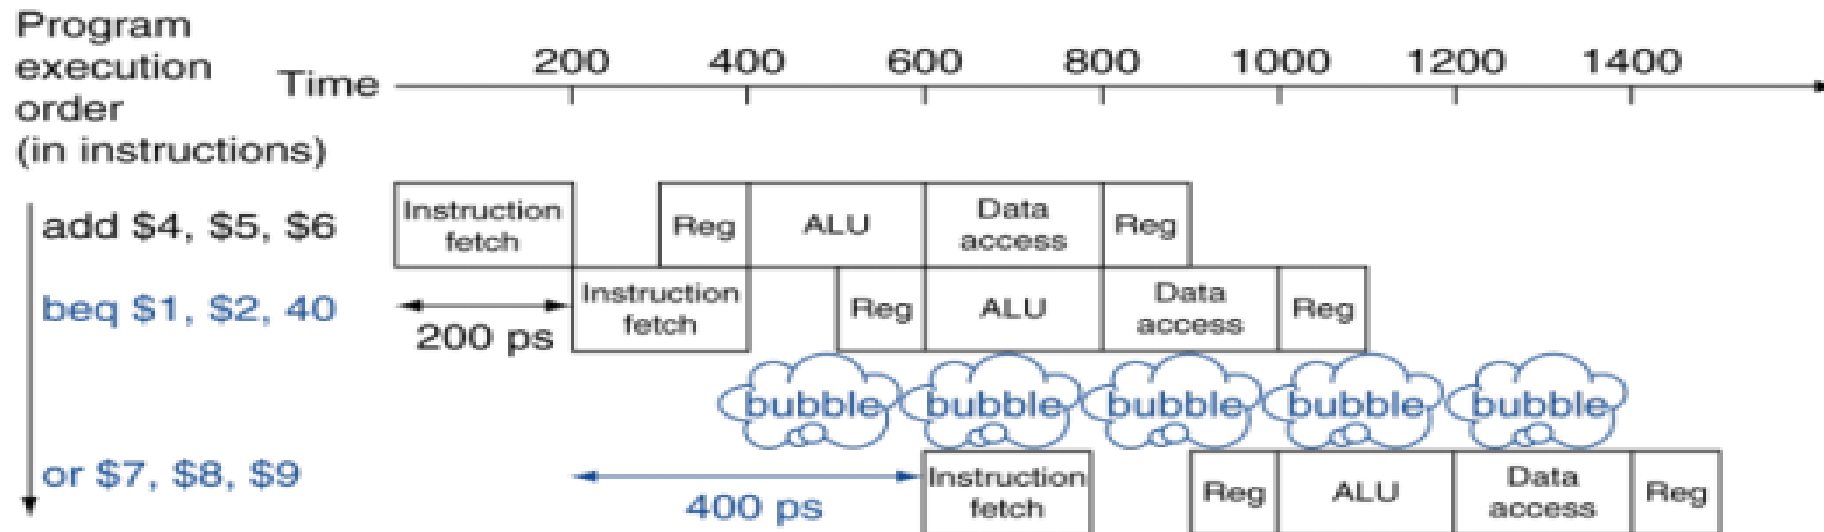 Program
execution
order
(in instructions)
Time
200 400 600 800 1000 1200 1400
add $4, $5, $6
Instruction
fetch
Reg
ALU
Data
access
Reg
beq $1, $2, 40
200 ps
Instruction
fetch
Reg
ALU
Data
access
Reg
bubble bubble bubble bubble bubble
or $7, $8, $9
400 ps
Instruction
fetch
Reg
ALU
Data
access
Reg